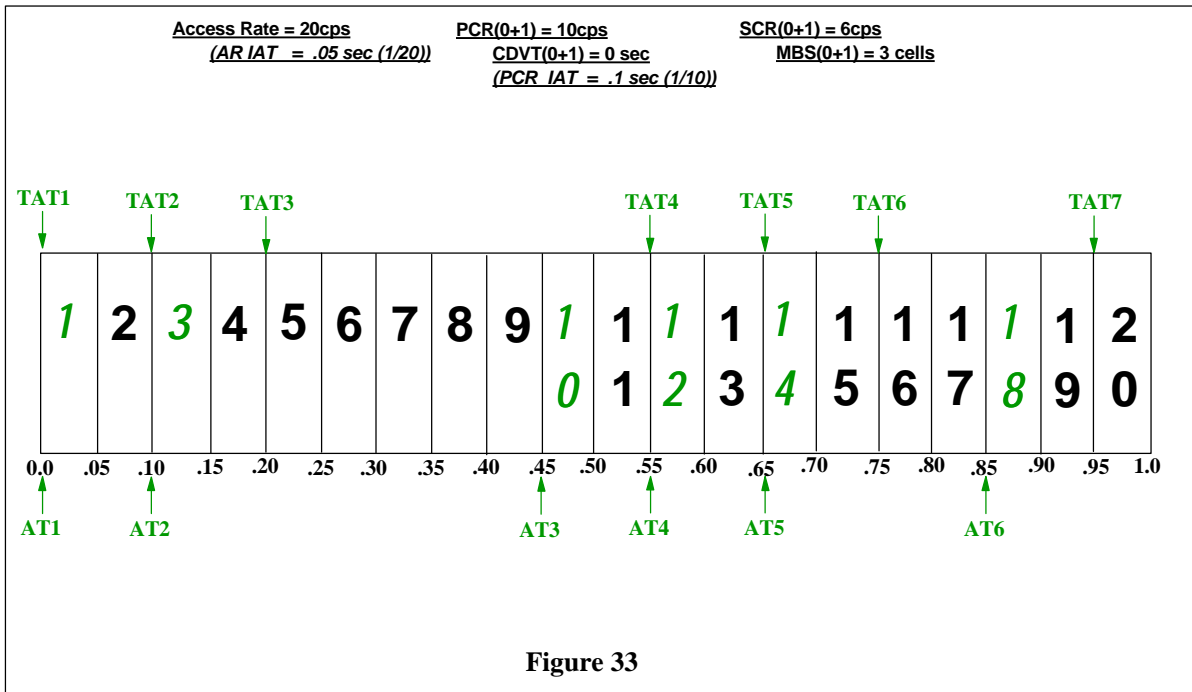 Access Rate = 20cps PCR(0+1) = 10cps SCR(0+1) = 6cps
(AR IAT = .05 sec (1/20)) CDVT(0+1) = 0 sec MBS(0+1) = 3 cells
(PCR IAT = .1 sec (1/10))
TAT1 TAT2 TAT3 TAT4 TAT5 TAT6 TAT7
1 2 3 4 5 6 7 8 9 1 1 1 1 1 1 1 1 1 1 2
0 1 2 3 4 5 6 7 8 9 0
0.0 .05 .10 .15 .20 .25 .30 .35 .40 .45 .50 .55 .60 .65 .70 .75 .80 .85 .90 .95 1.0
AT1 AT2 AT3 AT4 AT5 AT6
Figure 33